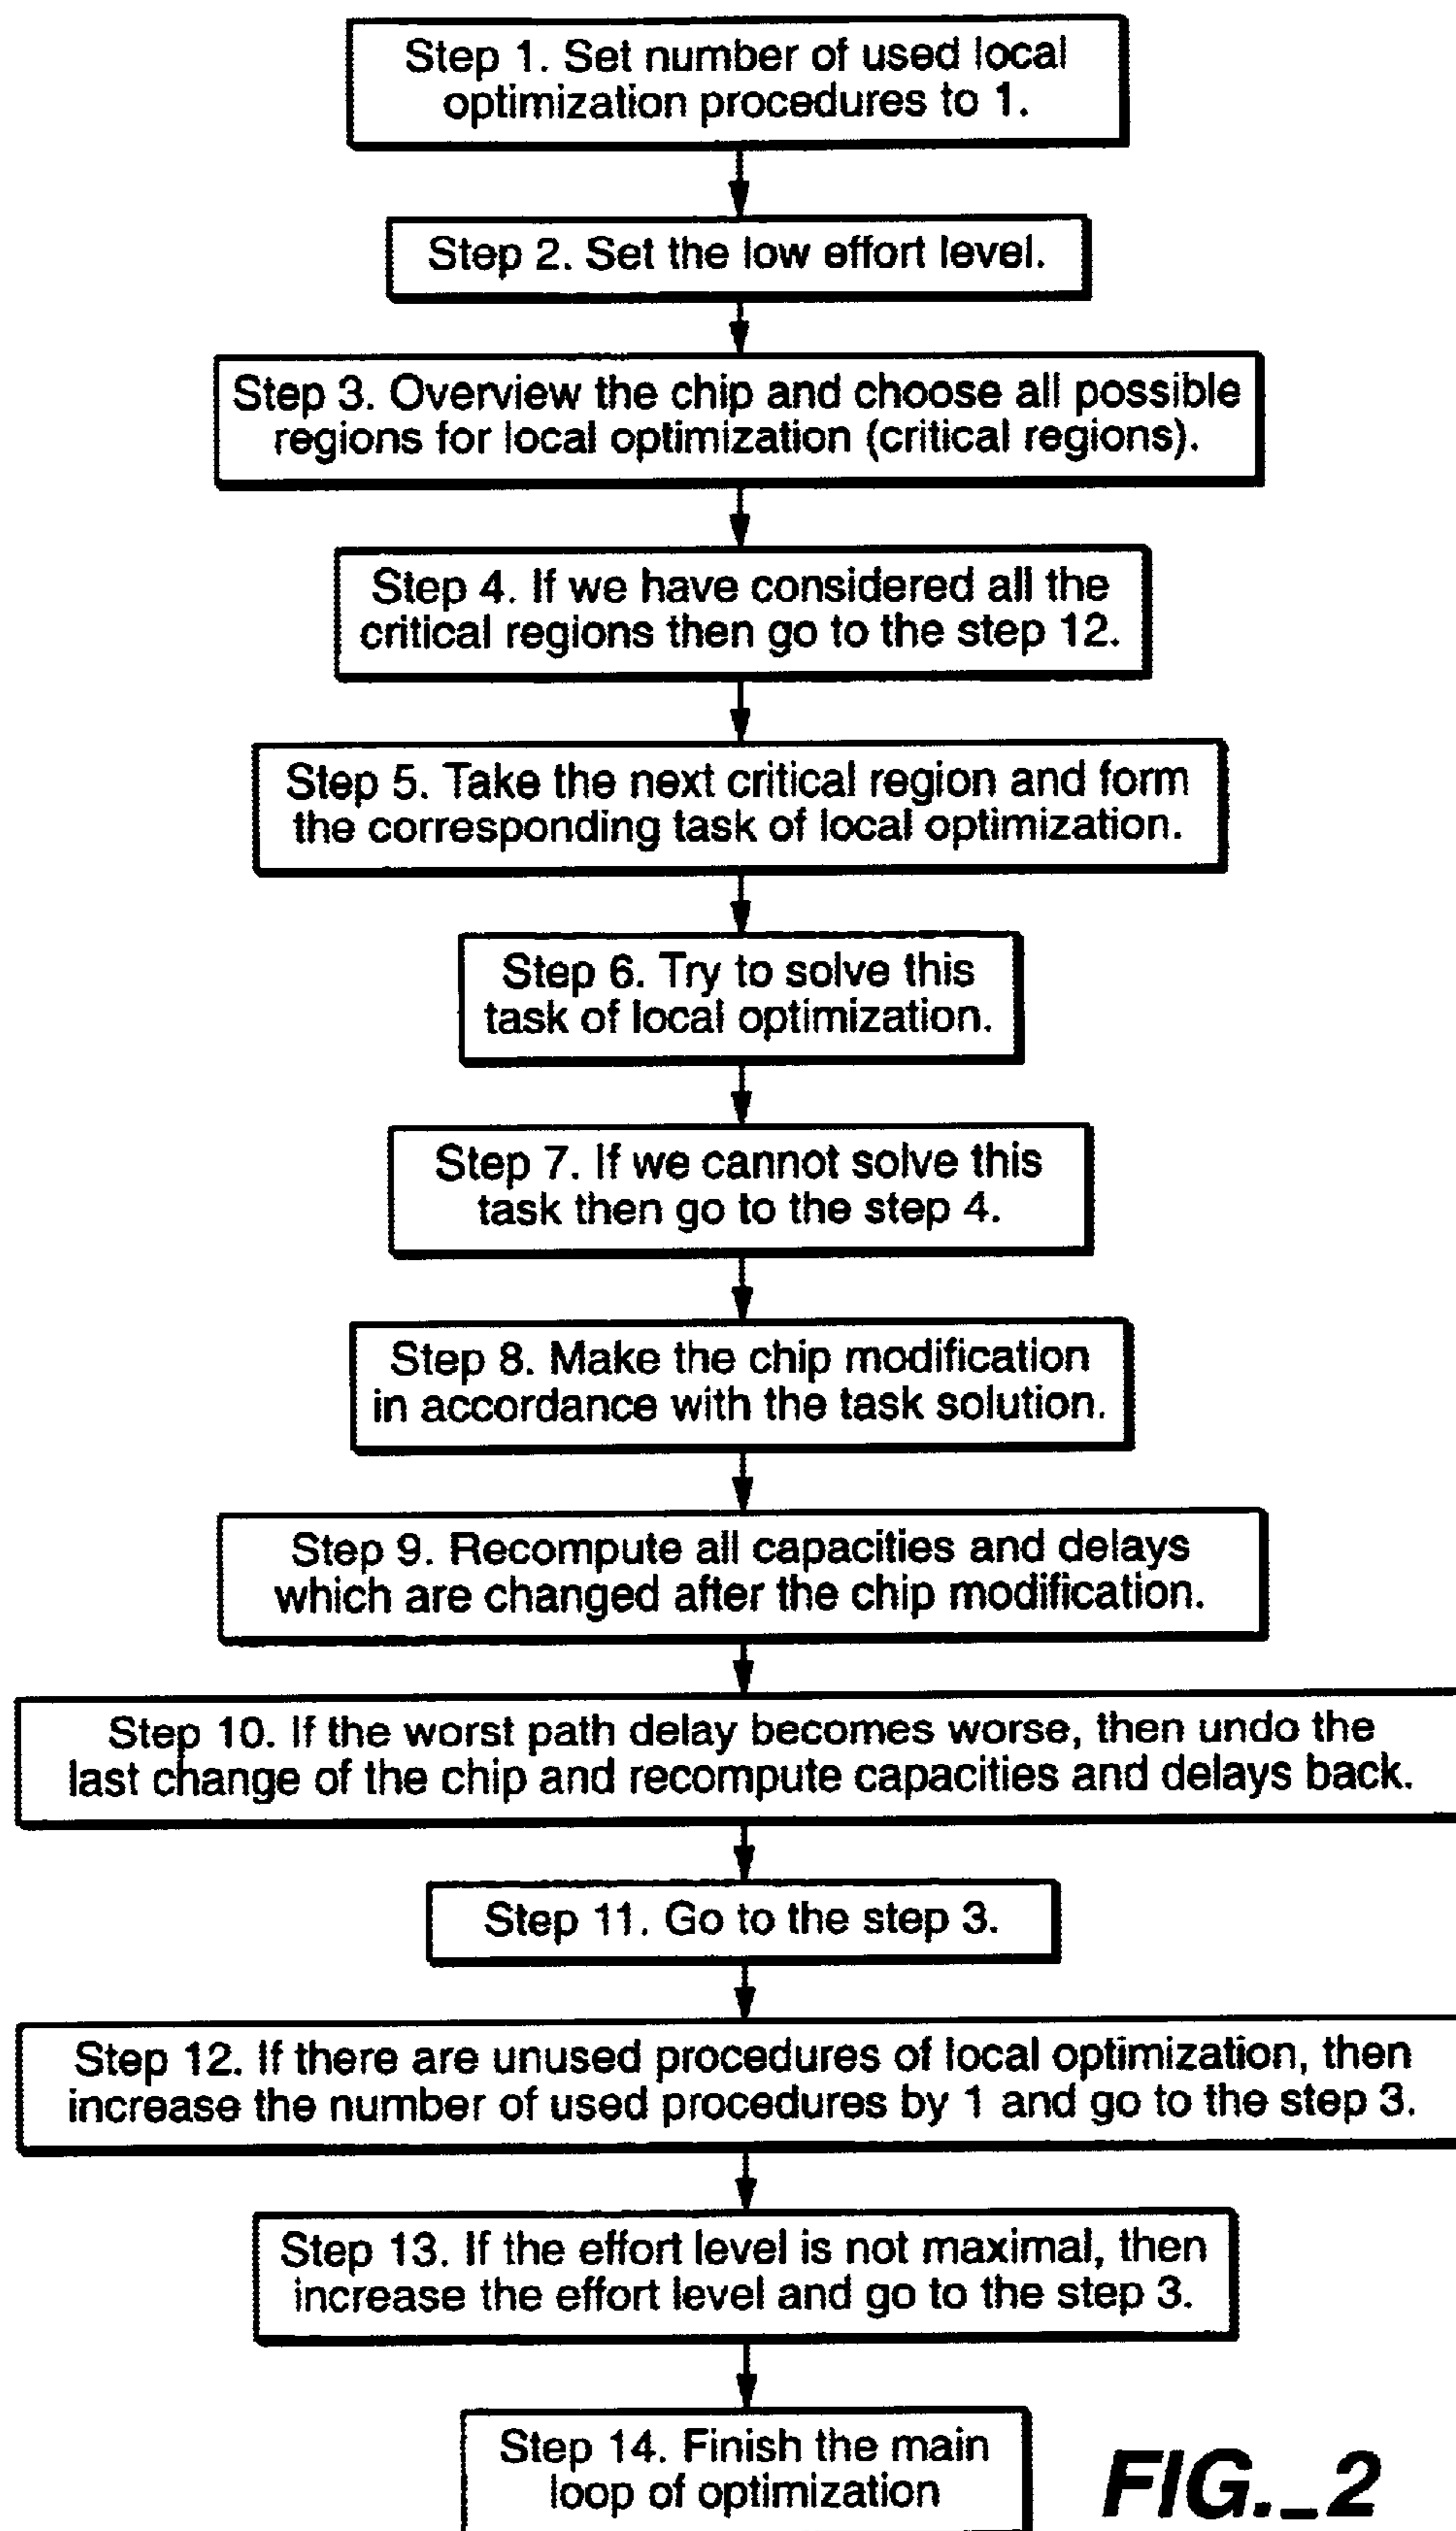 Step 1. Set number of used local
optimization procedures to 1.
Step 2. Set the low effort level.
Step 3. Overview the chip and choose all possible
regions for local optimization (critical regions).
Step 4. If we have considered all the
critical regions then go to the step 12.
Step 5. Take the next critical region and form
the corresponding task of local optimization.
Step 6. Try to solve this
task of local optimization.
Step 7. If we cannot solve this
task then go to the step 4.
Step 8. Make the chip modification
in accordance with the task solution.
Step 9. Recompute all capacities and delays
which are changed after the chip modification.
Step 10. If the worst path delay becomes worse, then undo the
last change of the chip and recompute capacities and delays back.
Step 11. Go to the step 3.
Step 12. If there are unused procedures of local optimization, then
increase the number of used procedures by 1 and go to the step 3.
Step 13. If the effort level is not maximal, then
increase the effort level and go to the step 3.
Step 14. Finish the main
loop of optimization
FIG._2